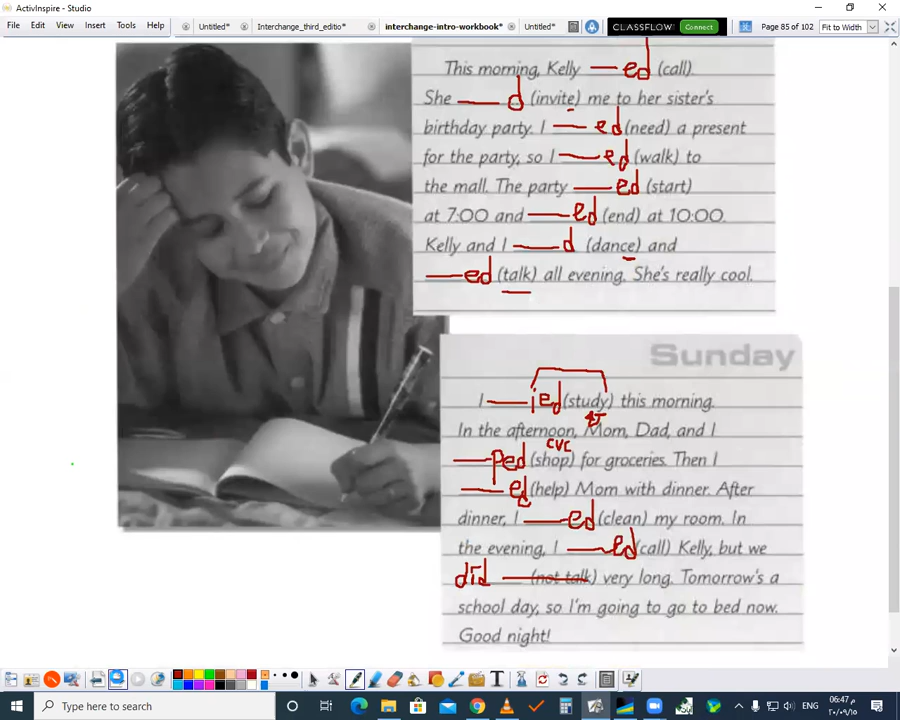 ActivInspire - Studio
File Edit View Insert Tools Help Untitled* Interchange_third_editio* interchange-intro-workbook* Untitled* CLASSFLOW Connect Page 85 of 102 Fit to Width
This morning, Kelly — ed (call).
She — d (invite) me to her sister's
birthday party. I — ed (need) a present
for the party, so I — ed (walk) to
the mall. The party — ed (start)
at 7:00 and — ed (end) at 10:00.
Kelly and I — d (dance) and
— ed (talk) all evening. She's really cool.
Sunday
I — ied (study) this morning.
In the afternoon, Mom, Dad, and I
cvc
— ped (shop) for groceries. Then I
— ed (help) Mom with dinner. After
dinner, I — ed (clean) my room. In
the evening, I — ed (call) Kelly, but we
did — (not talk) very long. Tomorrow's a
school day, so I'm going to go to bed now.
Good night!
Type here to search
06:47 م
٢٠/٠٩/١٥